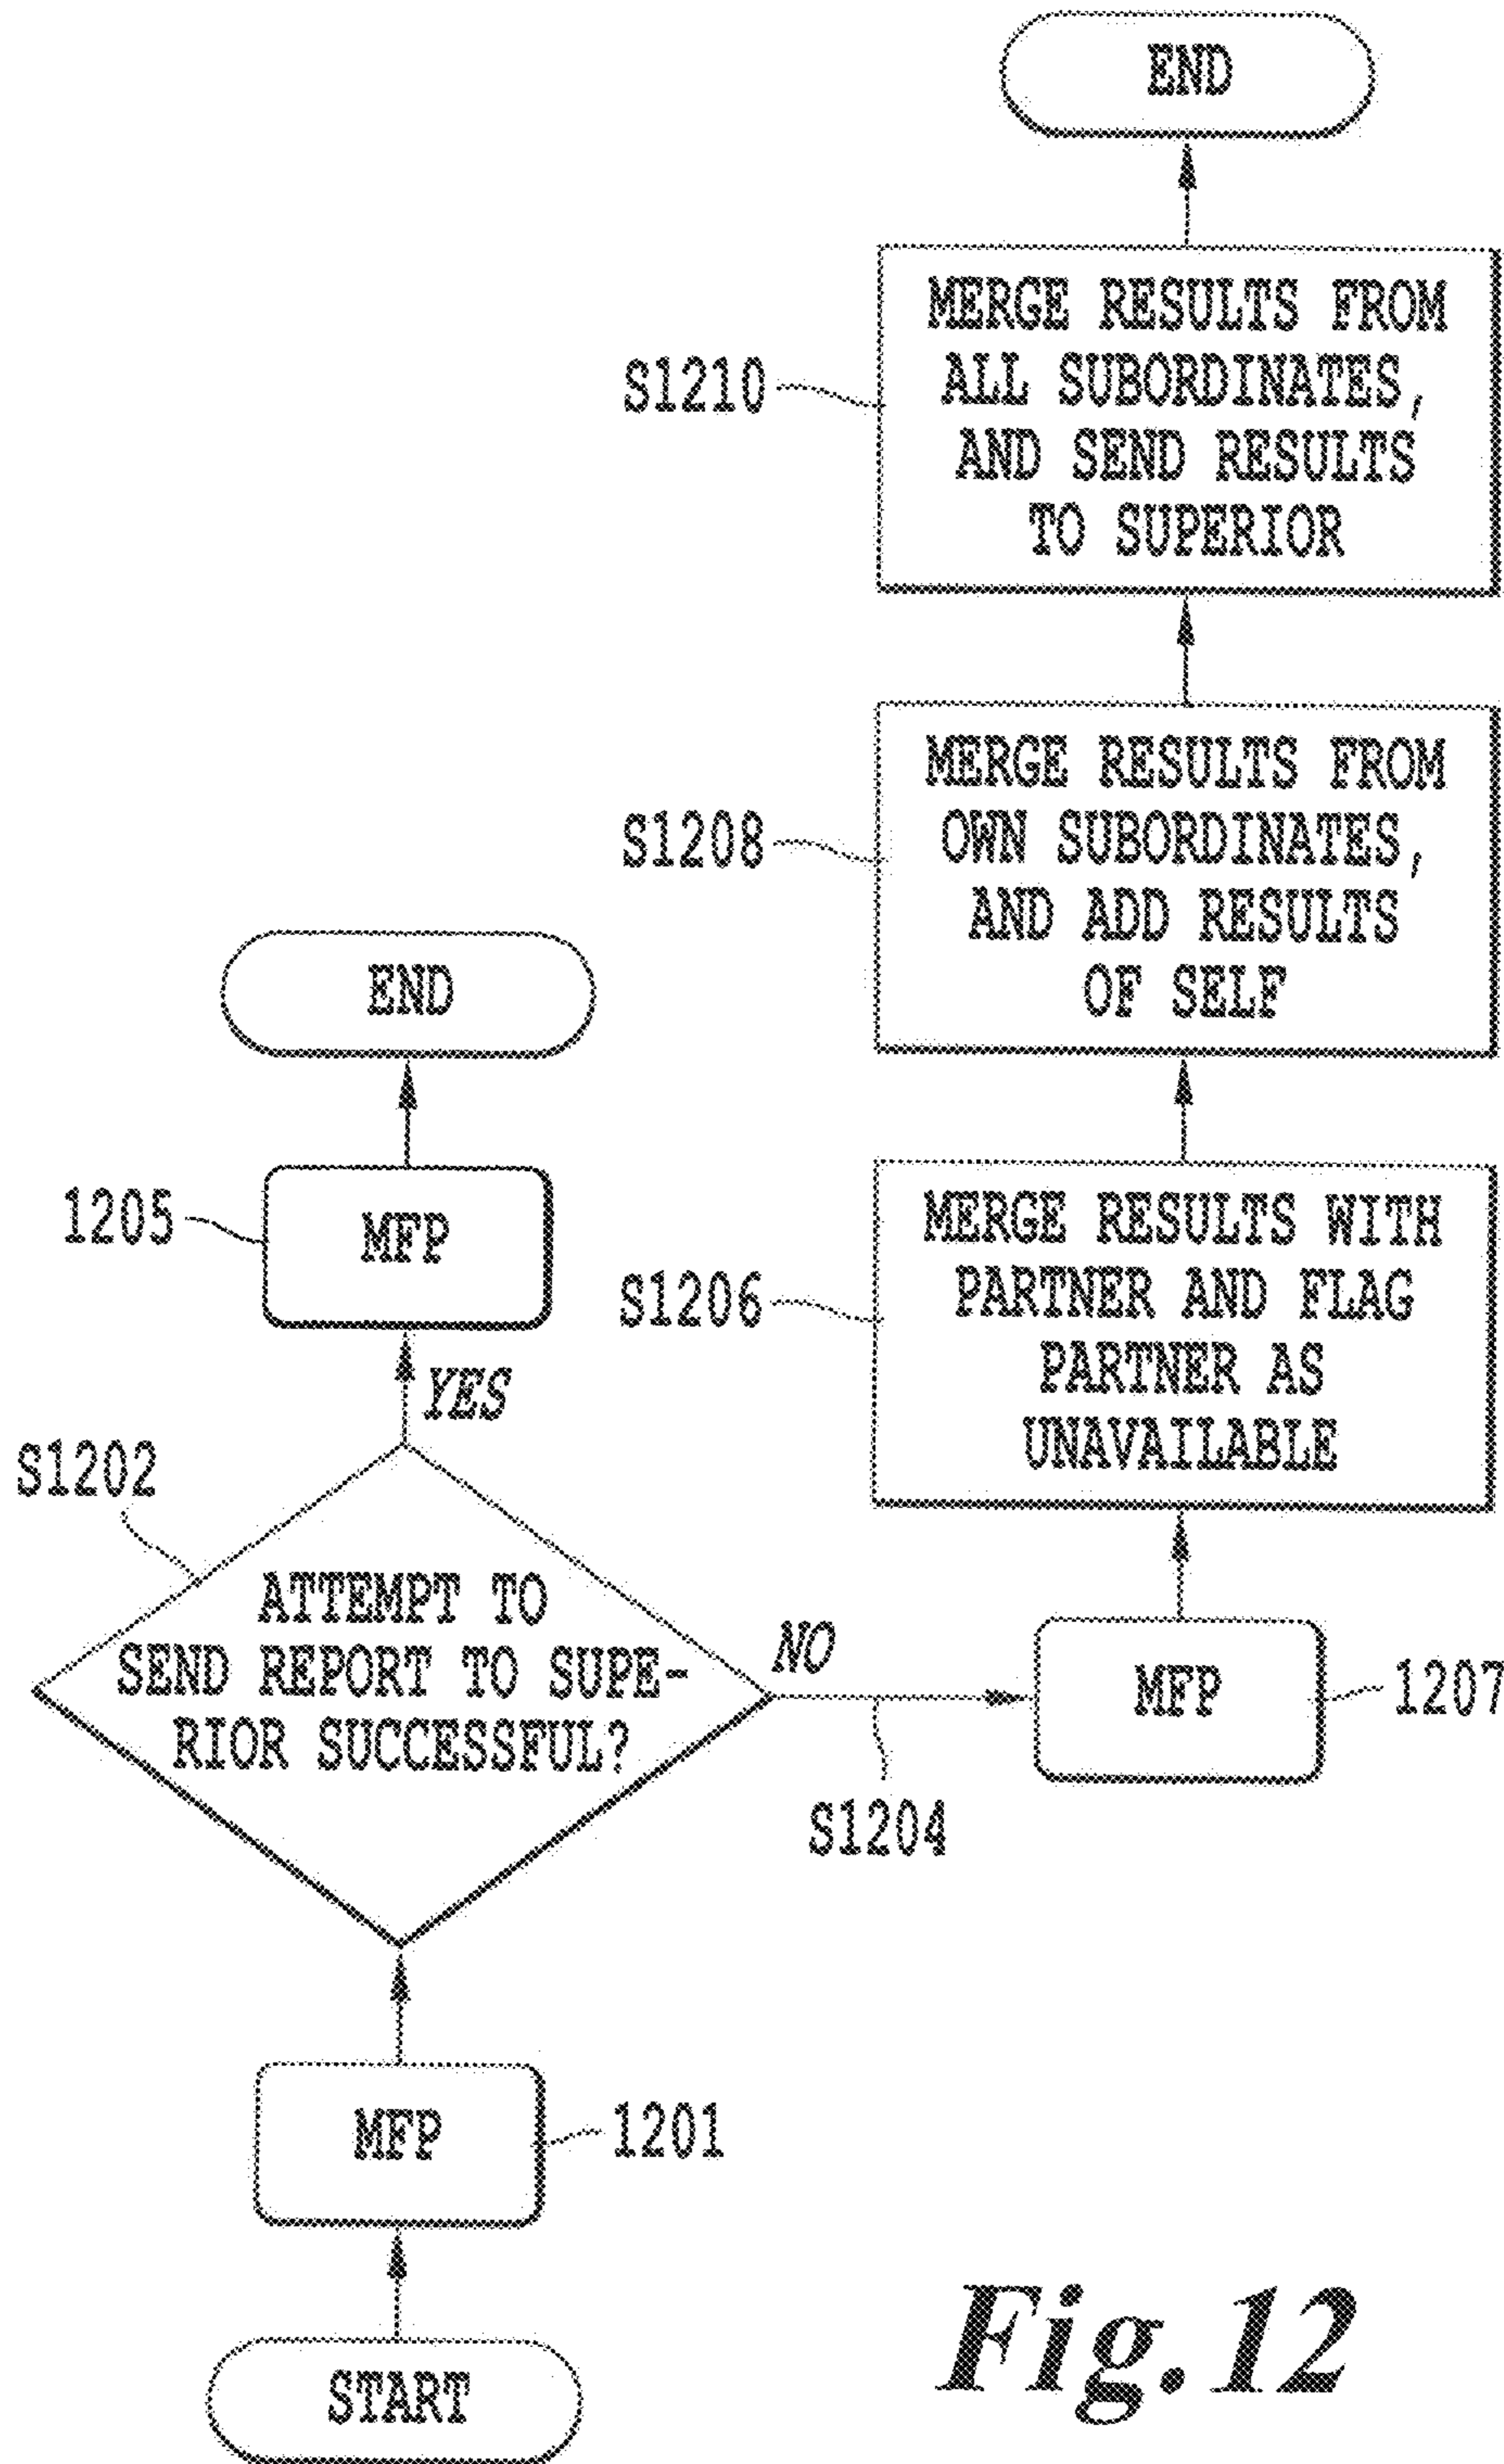 END
MERGE RESULTS FROM
ALL SUBORDINATES,
AND SEND RESULTS
TO SUPERIOR
S1210
MERGE RESULTS FROM
OWN SUBORDINATES,
AND ADD RESULTS
OF SELF
S1208
END
MFP
1205
MERGE RESULTS WITH
PARTNER AND FLAG
PARTNER AS
UNAVAILABLE
S1206
YES
S1202
ATTEMPT TO
SEND REPORT TO SUPE-
RIOR SUCCESSFUL?
NO
S1204
MFP
1207
MFP
1201
START
Fig.12